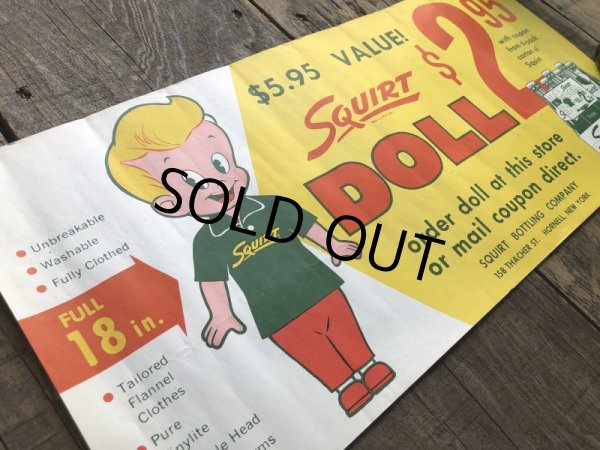 $5.95 VALUE!
SQUIRT
DOLL
$2.95
with coupon
from 6-pack
carton of
Squirt
order doll at this store
or mail coupon direct.
SQUIRT BOTTLING COMPANY
158 THACHER ST. HORNELL, NEW YORK
SQUIRT
SOLD OUT
• Unbreakable
• Washable
• Fully Clothed
FULL
18 in.
• Tailored
Flannel
Clothes
• Pure
Head